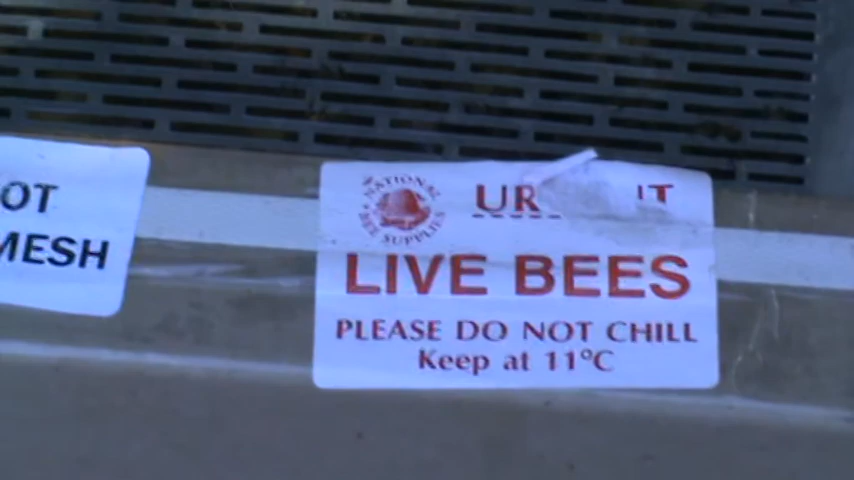 OT
MESH
NATIONAL
BEE SUPPLIES
LIVE BEES
PLEASE DO NOT CHILL
Keep at 11°C